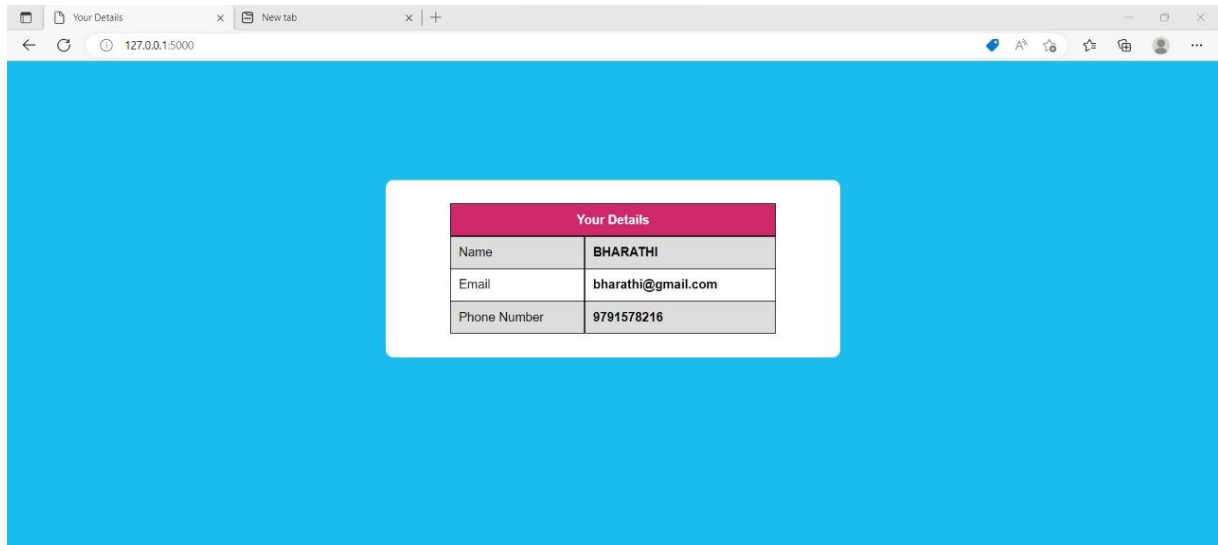 Your Details New tab
127.0.0.1:5000
Your Details
Name BHARATHI
Email bharathi@gmail.com
Phone Number 9791578216